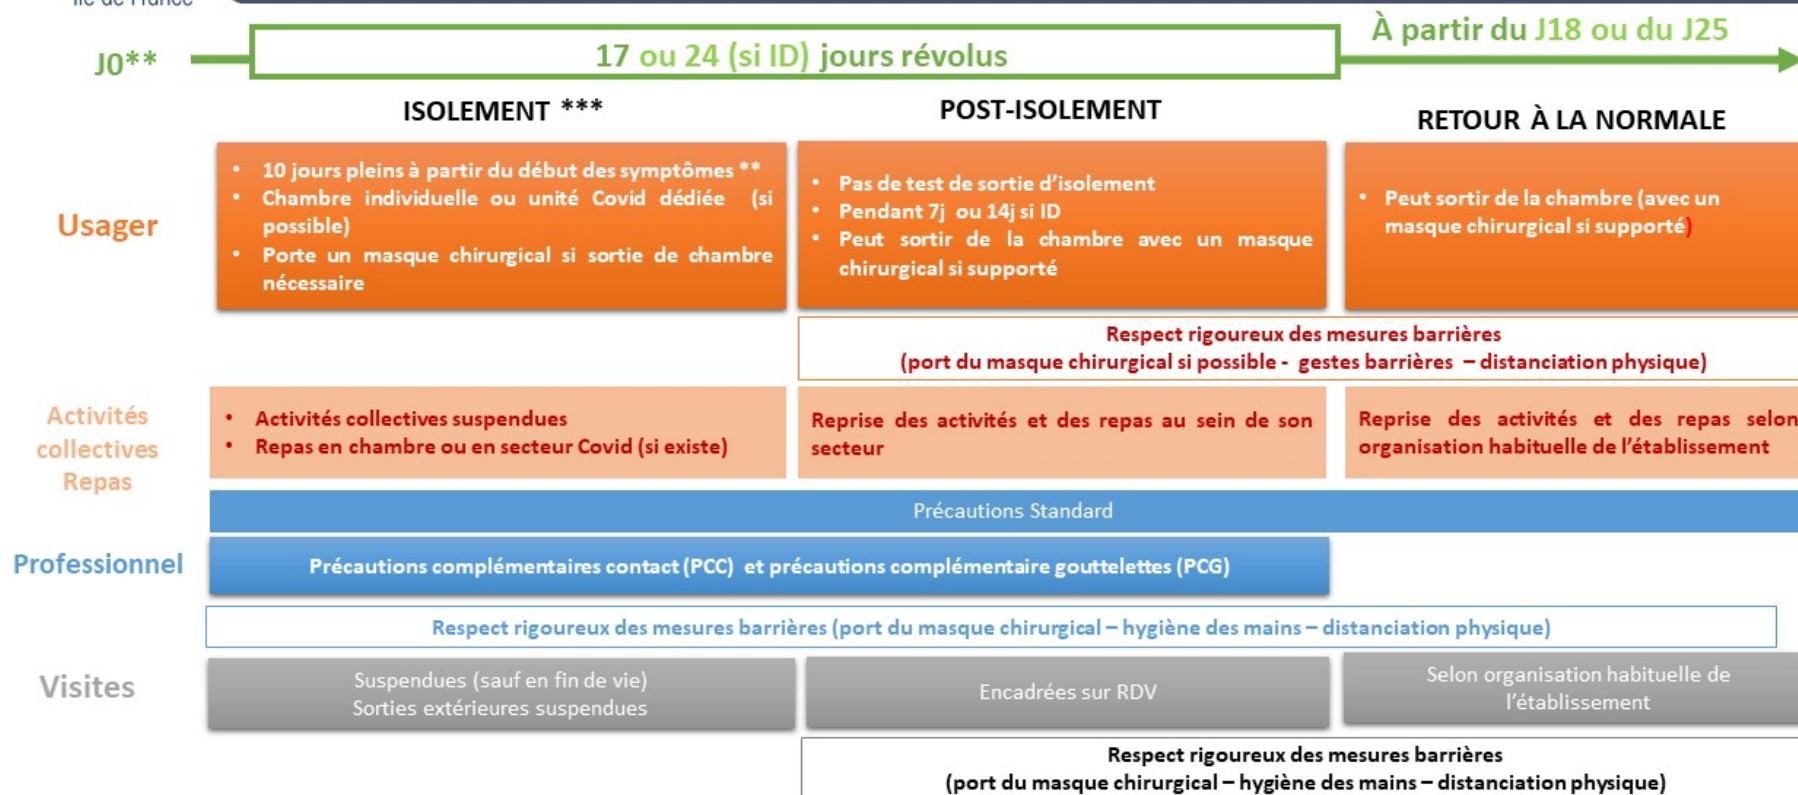 Île-de-France
J0**
17 ou 24 (si ID) jours révolus
À partir du J18 ou du J25
ISOLEMENT ***
POST-ISOLEMENT
RETOUR À LA NORMALE
Usager
• 10 jours pleins à partir du début des symptômes **
• Chambre individuelle ou unité Covid dédiée (si
possible)
• Porte un masque chirurgical si sortie de chambre
nécessaire
• Pas de test de sortie d’isolement
• Pendant 7j ou 14j si ID
• Peut sortir de la chambre avec un masque
chirurgical si supporté
• Peut sortir de la chambre (avec un
masque chirurgical si supporté)
Respect rigoureux des mesures barrières
(port du masque chirurgical si possible - gestes barrières – distanciation physique)
Activités
collectives
Repas
• Activités collectives suspendues
• Repas en chambre ou en secteur Covid (si existe)
Reprise des activités et des repas au sein de son
secteur
Reprise des activités et des repas selon
organisation habituelle de l’établissement
Précautions Standard
Professionnel
Précautions complémentaires contact (PCC) et précautions complémentaire gouttelettes (PCG)
Respect rigoureux des mesures barrières (port du masque chirurgical – hygiène des mains – distanciation physique)
Visites
Suspendues (sauf en fin de vie)
Sorties extérieures suspendues
Encadrées sur RDV
Selon organisation habituelle de
l’établissement
Respect rigoureux des mesures barrières
(port du masque chirurgical – hygiène des mains – distanciation physique)